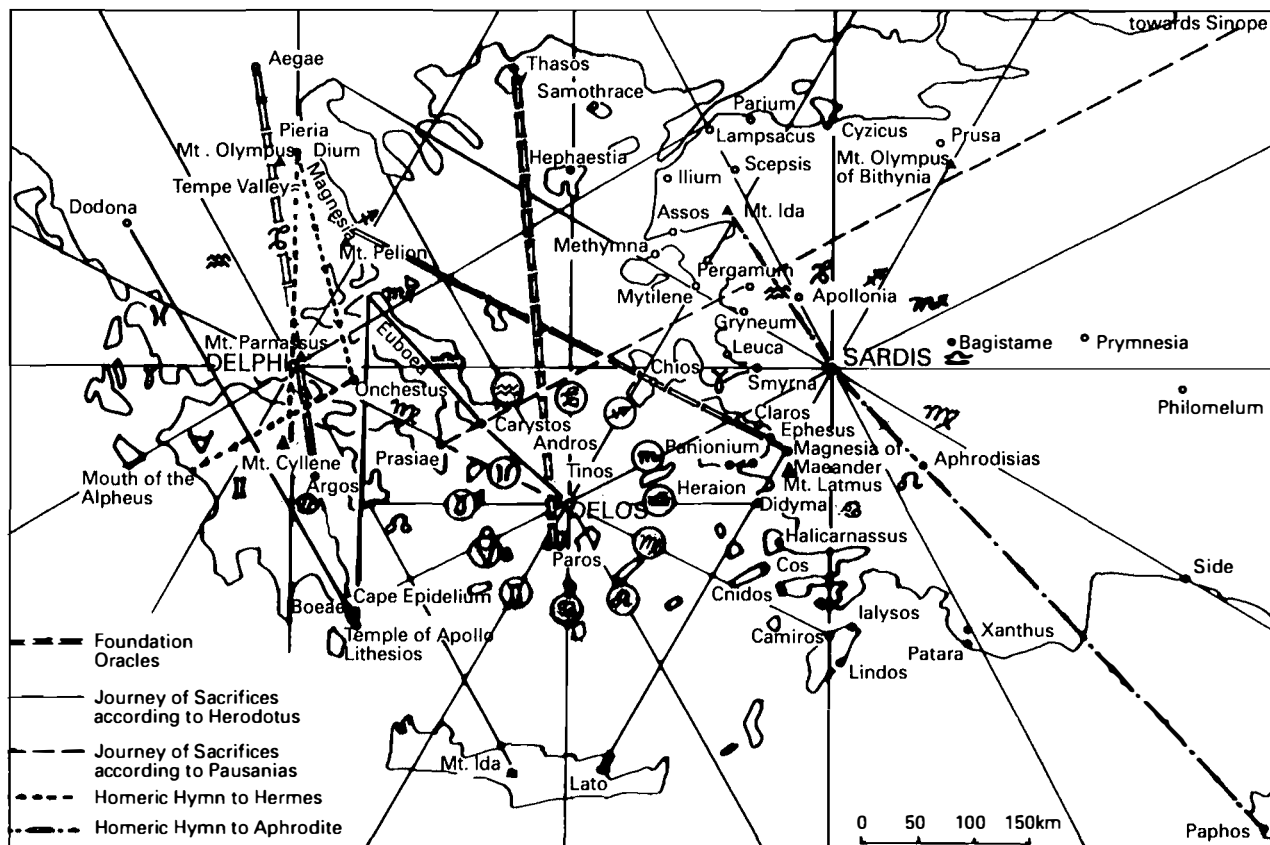 towards Sinope
Aegae
Thasos
Samothrace
Parium
Lampsacus
Cyzicus
Prusa
Pieria
Mt. Olympus
Dium
Hephaestia
Ilium
Scepsis
Mt. Olympus
of Bithynia
Tempe Valley
Magnesia
Dodona
Assos
Mt. Ida
Mt. Pelion
Methymna
Pergamum
Mytilene
Apollonia
Gryneum
Mt. Parnassus
Euboea
Leuca
SARDIS
Bagistame
Prymnesia
DELPHI
Chios
Smyrna
Onchestus
Philomelum
Claros
Carystos
Ephesus
Andros
Panionium
Magnesia of
Maeander
Prasiae
Aphrodisias
Mt. Cyllene
Tinos
Mouth of the
Alpheus
Heraion
Mt. Latmus
Argos
DELOS
Didyma
Halicarnassus
Paros
Cos
Side
Cnidos
Boeae
Cape Epidelium
Ialysos
Temple of Apollo
Lithesios
Camiros
Xanthus
Patara
Lindos
Foundation
Oracles
Journey of Sacrifices
according to Herodotus
Journey of Sacrifices
according to Pausanias
Mt. Ida
Lato
Homeric Hymn to Hermes
Homeric Hymn to Aphrodite
0 50 100 150km
Paphos